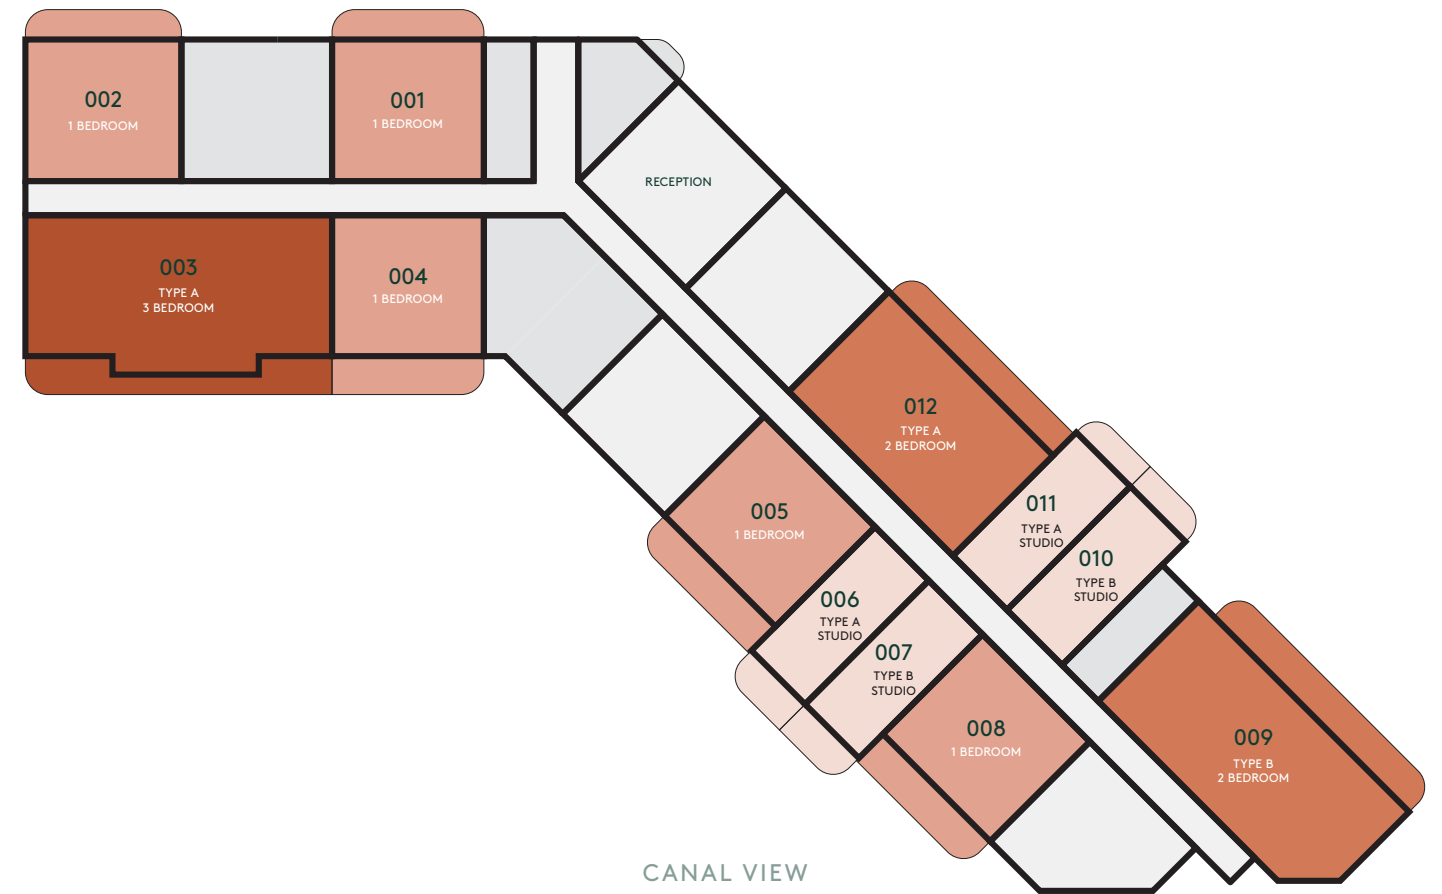 002
1 BEDROOM
001
1 BEDROOM
RECEPTION
003
TYPE A
3 BEDROOM
004
1 BEDROOM
012
TYPE A
2 BEDROOM
005
1 BEDROOM
011
TYPE A
STUDIO
010
TYPE B
STUDIO
006
TYPE A
STUDIO
007
TYPE B
STUDIO
008
1 BEDROOM
009
TYPE B
2 BEDROOM
CANAL VIEW